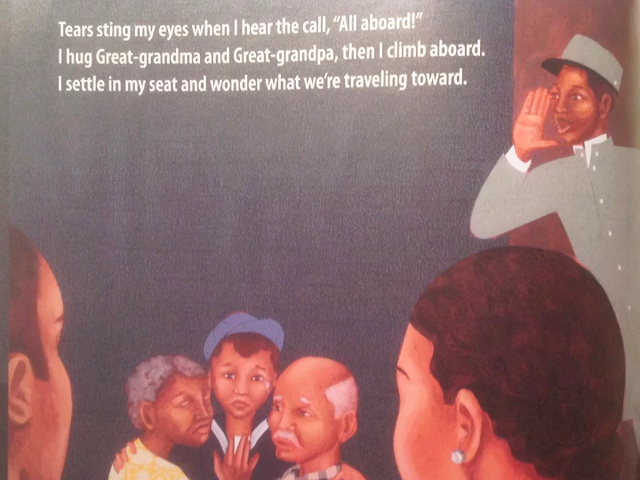 Tears sting my eyes when I hear the call, “All aboard!”
I hug Great-grandma and Great-grandpa, then I climb aboard.
I settle in my seat and wonder what we’re traveling toward.